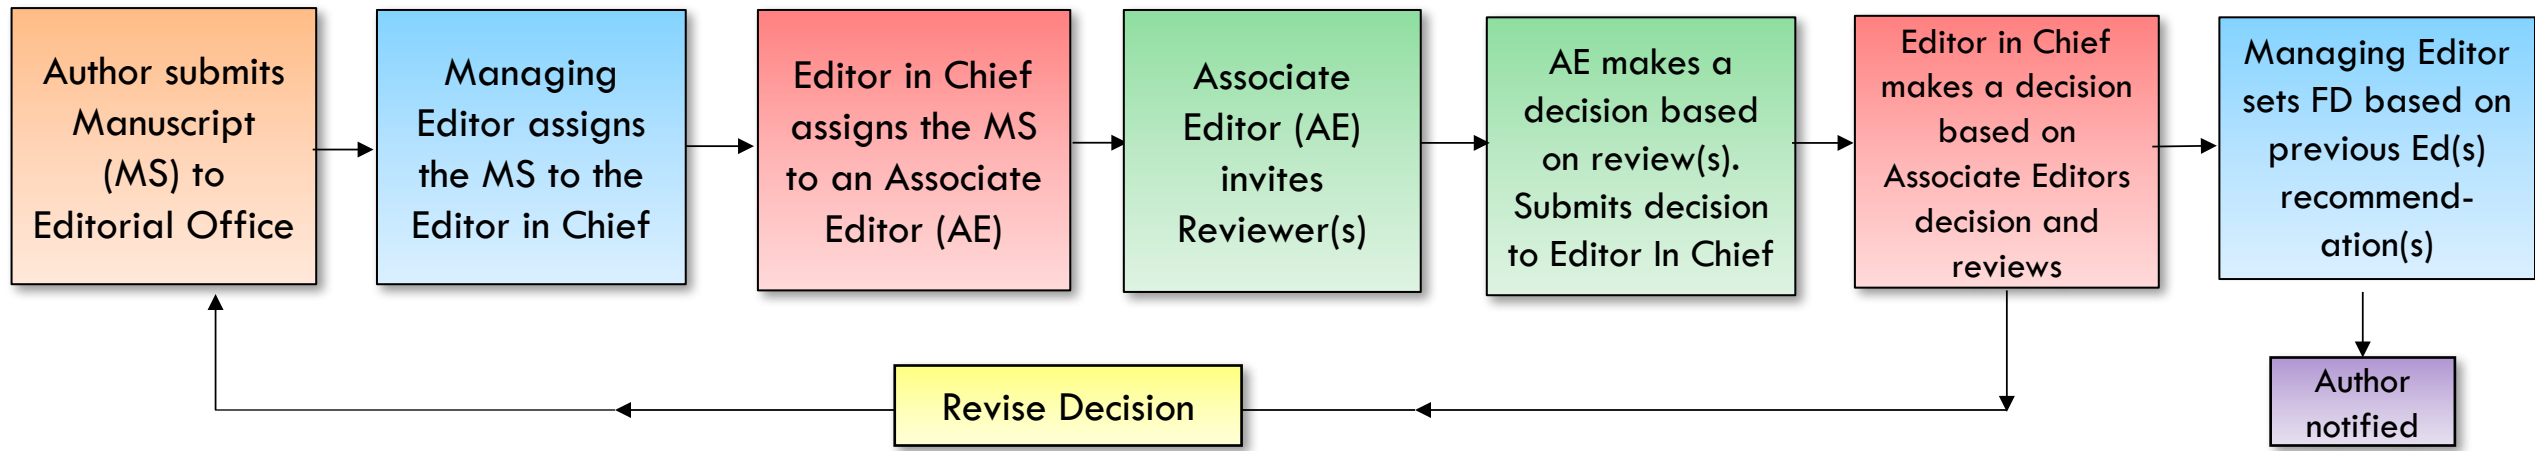 Author submits
Manuscript
(MS) to
Editorial Office
Managing
Editor assigns
the MS to the
Editor in Chief
Editor in Chief
assigns the MS
to an Associate
Editor (AE)
Associate
Editor (AE)
invites
Reviewer(s)
AE makes a
decision based
on review(s).
Submits decision
to Editor In Chief
Editor in Chief
makes a decision
based on
Associate Editors
decision and
reviews
Managing Editor
sets FD based on
previous Ed(s)
recommend-
ation(s)
Revise Decision
Author
notified